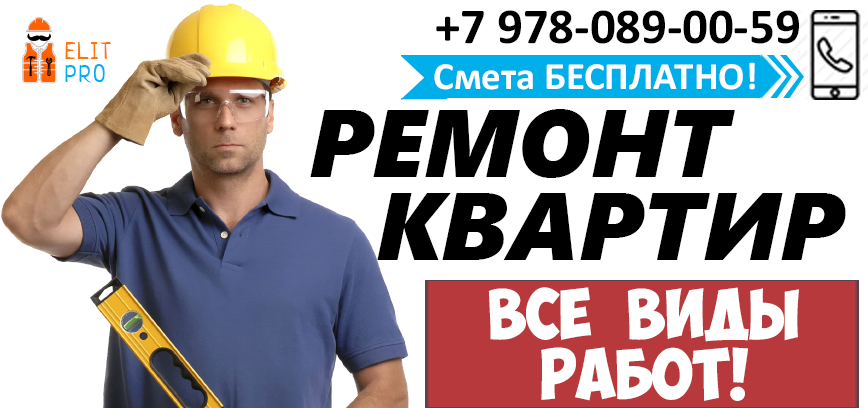 ELIT
PRO
+7 978-089-00-59
Смета БЕСПЛАТНО!
РЕМОНТ
КВАРТИР
ВСЕ ВИДЫ
РАБОТ!